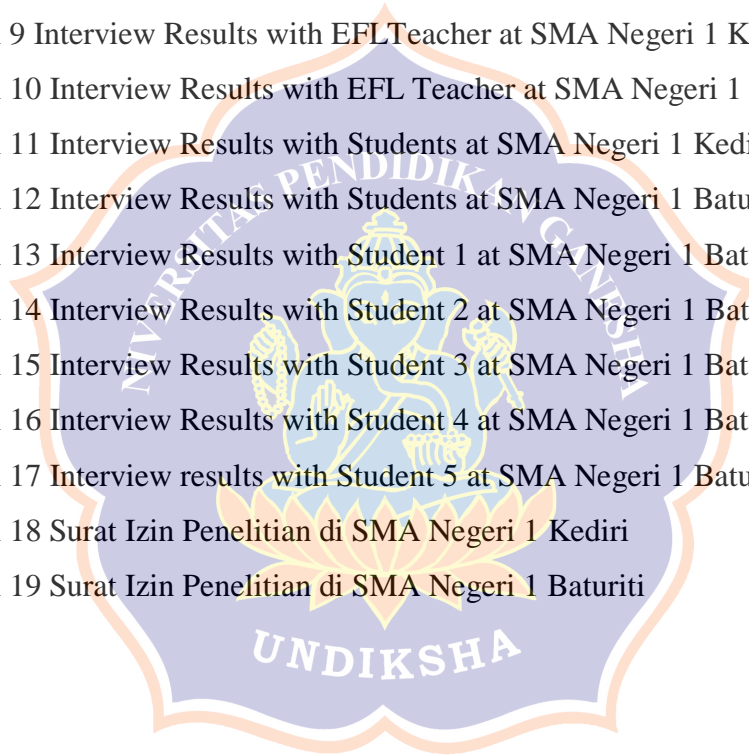 9 Interview Results with EFLTeacher at SMA Negeri 1 K
10 Interview Results with EFL Teacher at SMA Negeri 1
11 Interview Results with Students at SMA Negeri 1 Kedi
12 Interview Results with Students at SMA Negeri 1 Batu
13 Interview Results with Student 1 at SMA Negeri 1 Bat
14 Interview Results with Student 2 at SMA Negeri 1 Bat
15 Interview Results with Student 3 at SMA Negeri 1 Bat
16 Interview Results with Student 4 at SMA Negeri 1 Bat
17 Interview results with Student 5 at SMA Negeri 1 Batu
18 Surat Izin Penelitian di SMA Negeri 1 Kediri
19 Surat Izin Penelitian di SMA Negeri 1 Baturiti
NIVERSITAS PENDIDIKAN GANESHA
UNDIKSHA